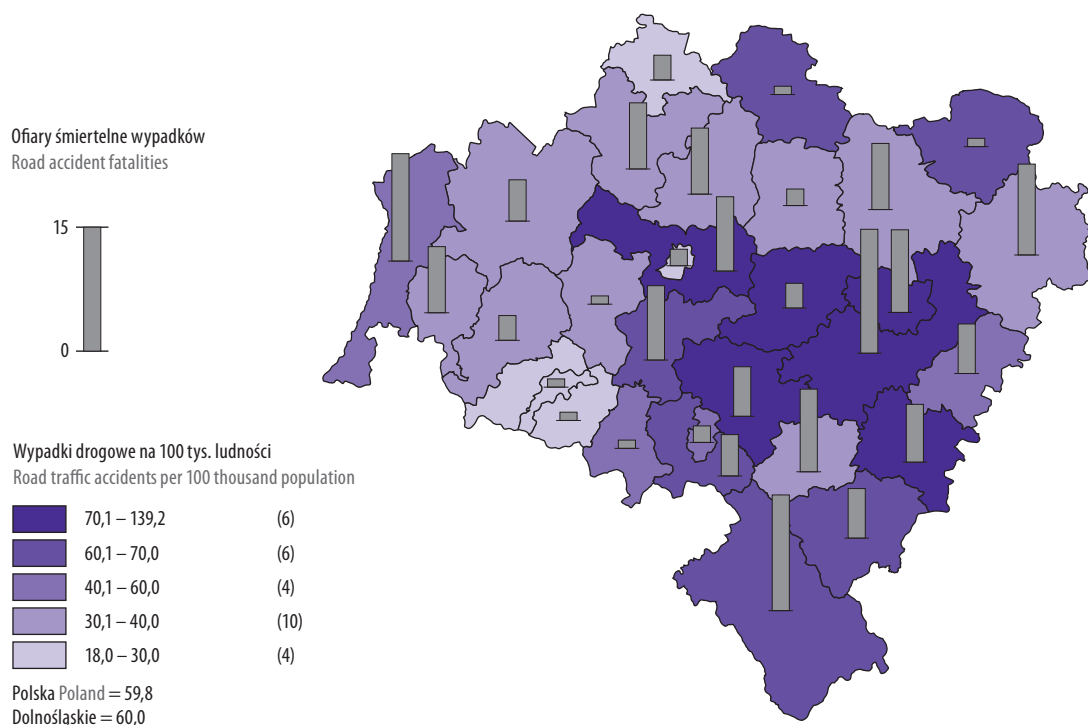 Ofiary śmiertelne wypadków
Road accident fatalities
15
0
Wypadki drogowe na 100 tys. ludności
Road traffic accidents per 100 thousand population
70,1 – 139,2 (6)
60,1 – 70,0 (6)
40,1 – 60,0 (4)
30,1 – 40,0 (10)
18,0 – 30,0 (4)
Polska Poland = 59,8
Dolnośląskie = 60,0